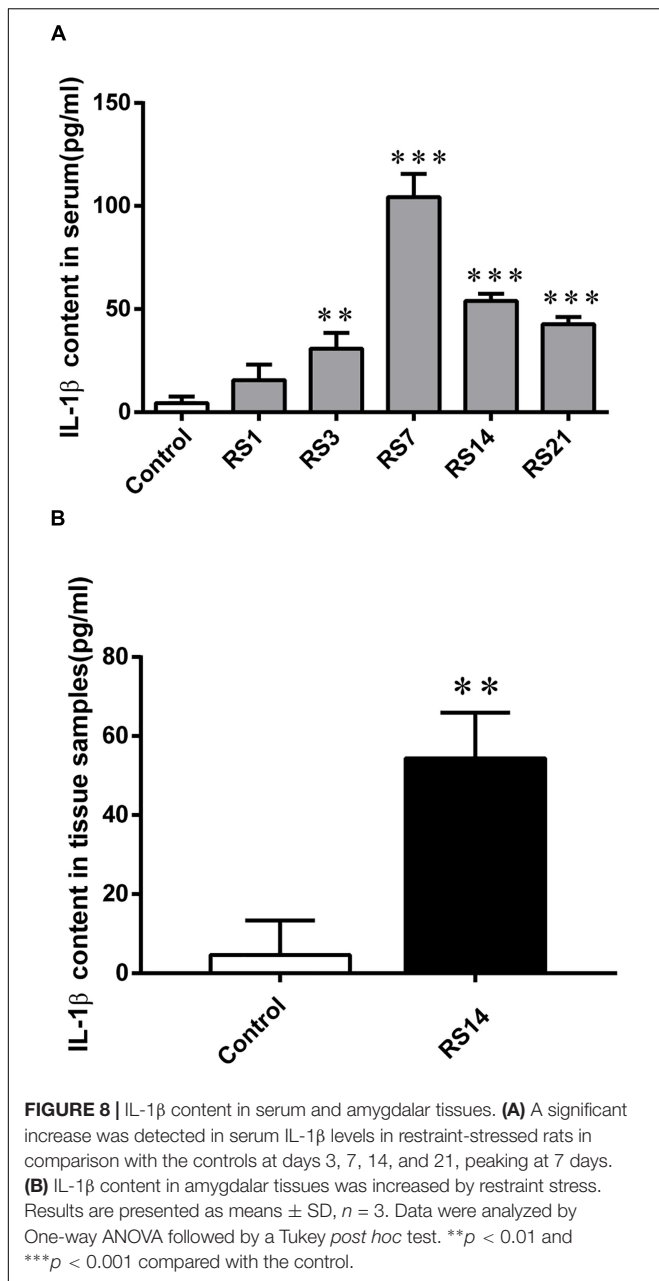 A
IL-1β content in serum(pg/ml)
150
100
50
0
**
***
***
***
Control
RS1
RS3
RS7
RS14
RS21
B
IL-1β content in tissue samples(pg/ml)
80
60
40
20
0
**
Control
RS14
FIGURE 8 | IL-1β content in serum and amygdalar tissues. (A) A significant
increase was detected in serum IL-1β levels in restraint-stressed rats in
comparison with the controls at days 3, 7, 14, and 21, peaking at 7 days.
(B) IL-1β content in amygdalar tissues was increased by restraint stress.
Results are presented as means ± SD, n = 3. Data were analyzed by
One-way ANOVA followed by a Tukey post hoc test. **p < 0.01 and
***p < 0.001 compared with the control.